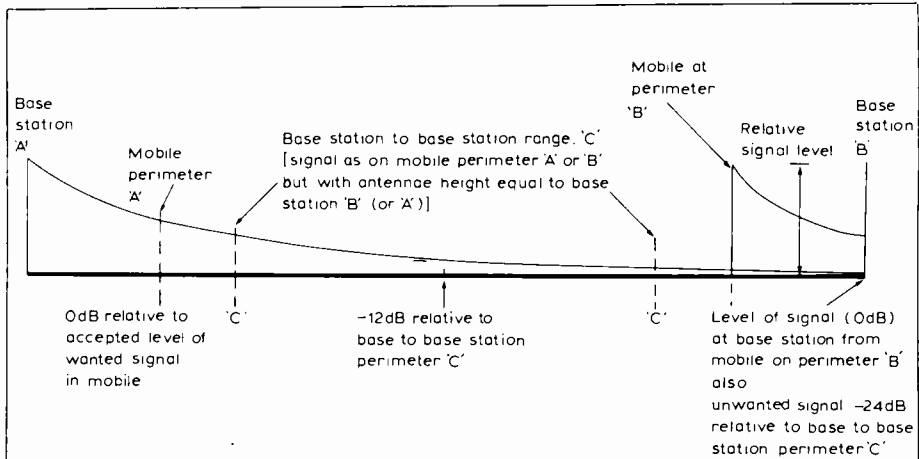 Base
station
'A'
Mobile
perimeter
'A'
Base station to base station range. 'C'
[signal as on mobile perimeter 'A' or 'B'
but with antennae height equal to base
station 'B' (or 'A')]
Mobile at
perimeter
'B'
Relative
signal level
Base
station
'B'
0dB relative to
accepted level of
wanted signal
in mobile
'C'
-12dB relative to
base to base station
perimeter 'C'
'C'
Level of signal (0dB)
at base station from
mobile on perimeter 'B'
also
unwanted signal -24dB
relative to base to base
station perimeter 'C'